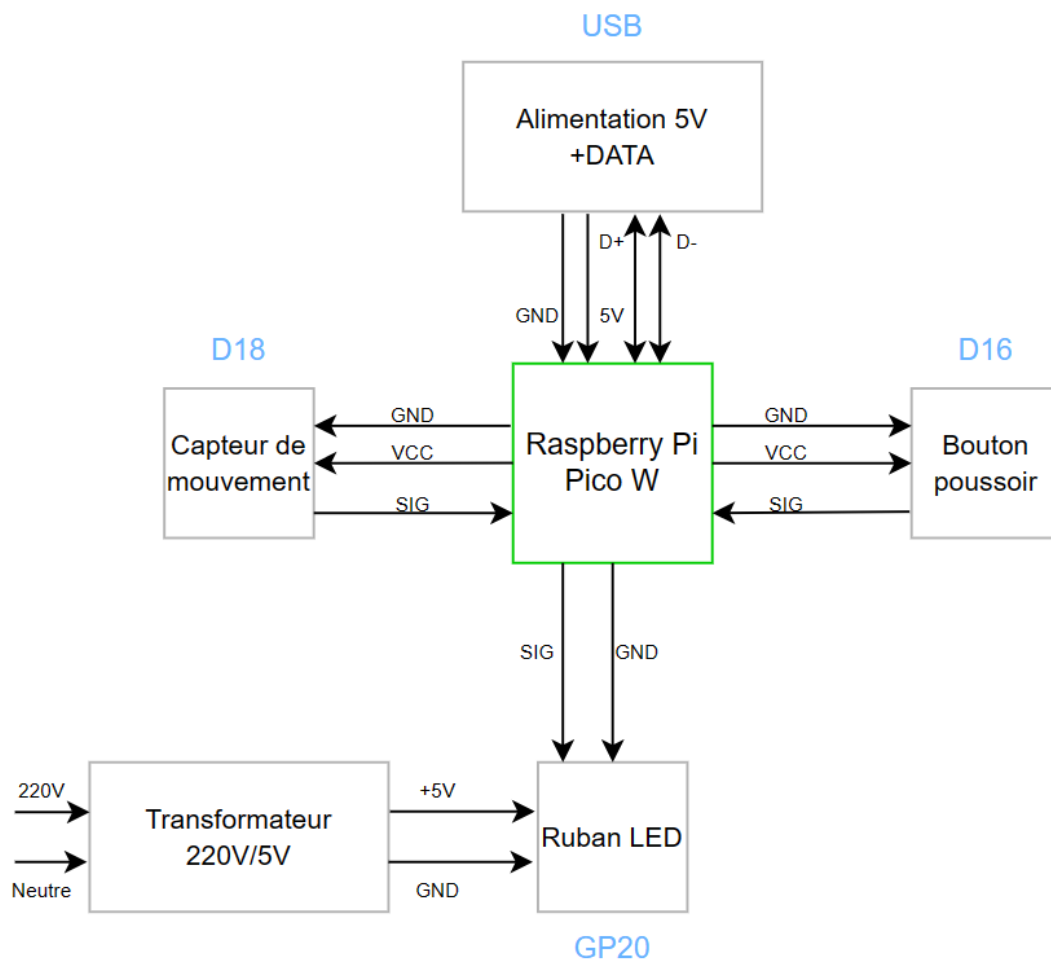 USB
Alimentation 5V
+DATA
D+
D-
GND
5V
D18
D16
Capteur de
mouvement
GND
VCC
SIG
Raspberry Pi
Pico W
GND
VCC
SIG
Bouton
poussoir
SIG
GND
220V
Neutre
Transformateur
220V/5V
+5V
GND
Ruban LED
GP20